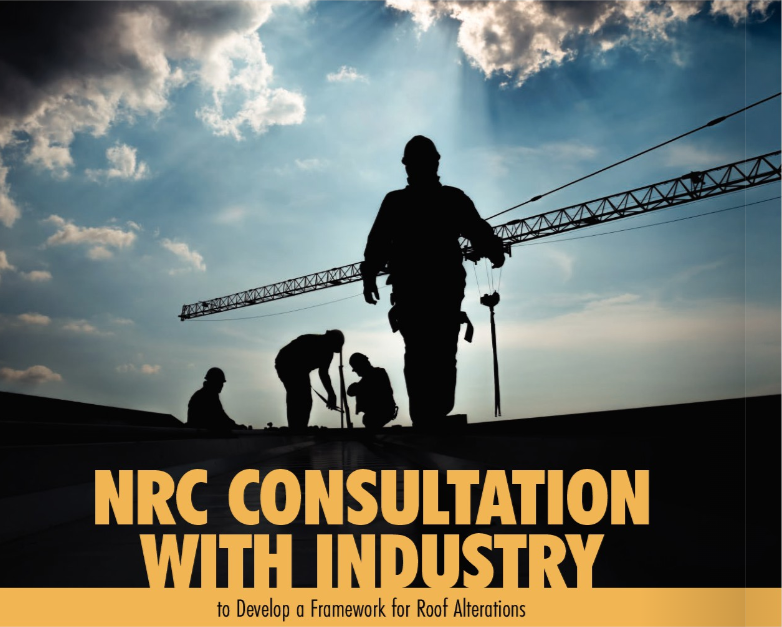 NRC CONSULTATION
WITH INDUSTRY
to Develop a Framework for Roof Alterations